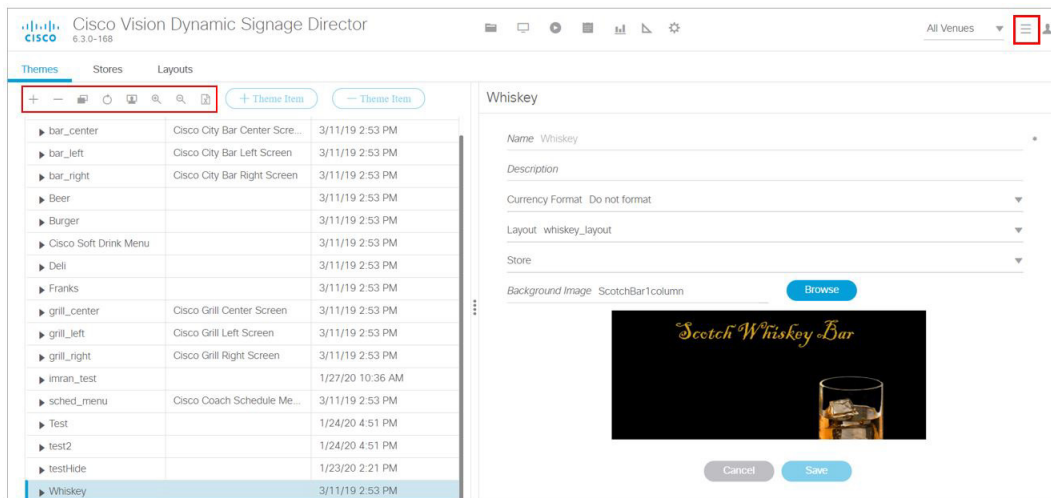 Cisco Vision Dynamic Signage Director
CISCO
6.3.0-168
All Venues
Themes Stores Layouts
+ Theme Item — Theme Item
bar_center Cisco City Bar Center Scre... 3/11/19 2:53 PM
bar_left Cisco City Bar Left Screen 3/11/19 2:53 PM
bar_right Cisco City Bar Right Screen 3/11/19 2:53 PM
Beer 3/11/19 2:53 PM
Burger 3/11/19 2:53 PM
Cisco Soft Drink Menu 3/11/19 2:53 PM
Deli 3/11/19 2:53 PM
Franks 3/11/19 2:53 PM
grill_center Cisco Grill Center Screen 3/11/19 2:53 PM
grill_left Cisco Grill Left Screen 3/11/19 2:53 PM
grill_right Cisco Grill Right Screen 3/11/19 2:53 PM
imran_test 1/27/20 10:36 AM
sched_menu Cisco Coach Schedule Me... 3/11/19 2:53 PM
Test 1/24/20 4:51 PM
test2 1/24/20 4:51 PM
testHide 1/23/20 2:21 PM
Whiskey 3/11/19 2:53 PM
Whiskey
Name Whiskey
Description
Currency Format Do not format
Layout whiskey_layout
Store
Background Image ScotchBar1column Browse
Scotch Whiskey Bar
Cancel Save